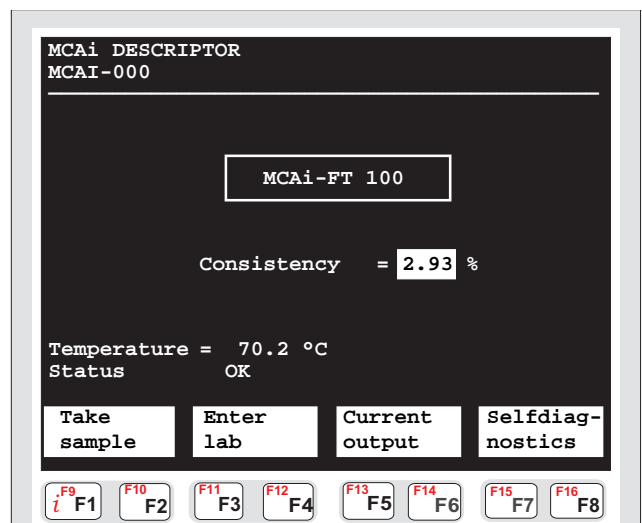 MCAi DESCRIPTOR
MCAI-000
MCAi-FT 100
Consistency = 2.93 %
Temperature = 70.2 ºC
Status OK
Take sample
Enter lab
Current output
Selfdiag-
nostics
F9 i F1 F10 F2 F11 F3 F12 F4 F13 F5 F14 F6 F15 F7 F16 F8